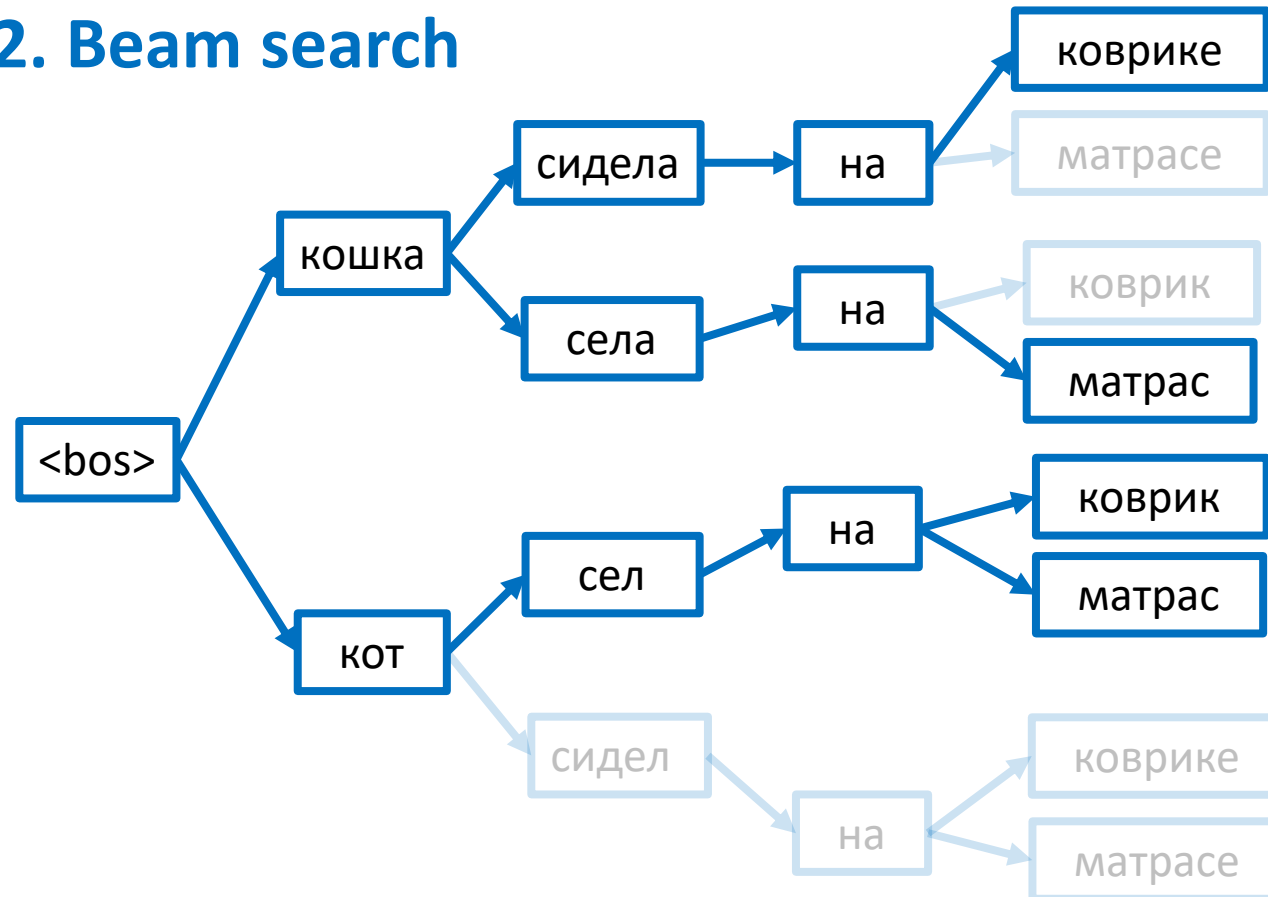 2. Beam search
<bos>
кошка
кот
сидела
села
сел
сидел
на
на
на
на
коврике
матрасе
коврик
матрас
коврик
матрас
коврике
матрасе